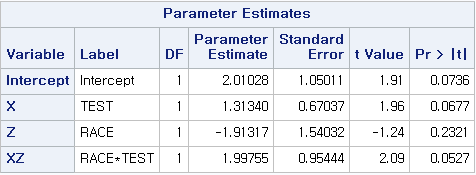 Parameter Estimates
Variable Label DF Parameter Estimate Standard Error t Value Pr > |t|
Intercept Intercept 1 2.01028 1.05011 1.91 0.0736
X TEST 1 1.31340 0.67037 1.96 0.0677
Z RACE 1 -1.91317 1.54032 -1.24 0.2321
XZ RACE*TEST 1 1.99755 0.95444 2.09 0.0527